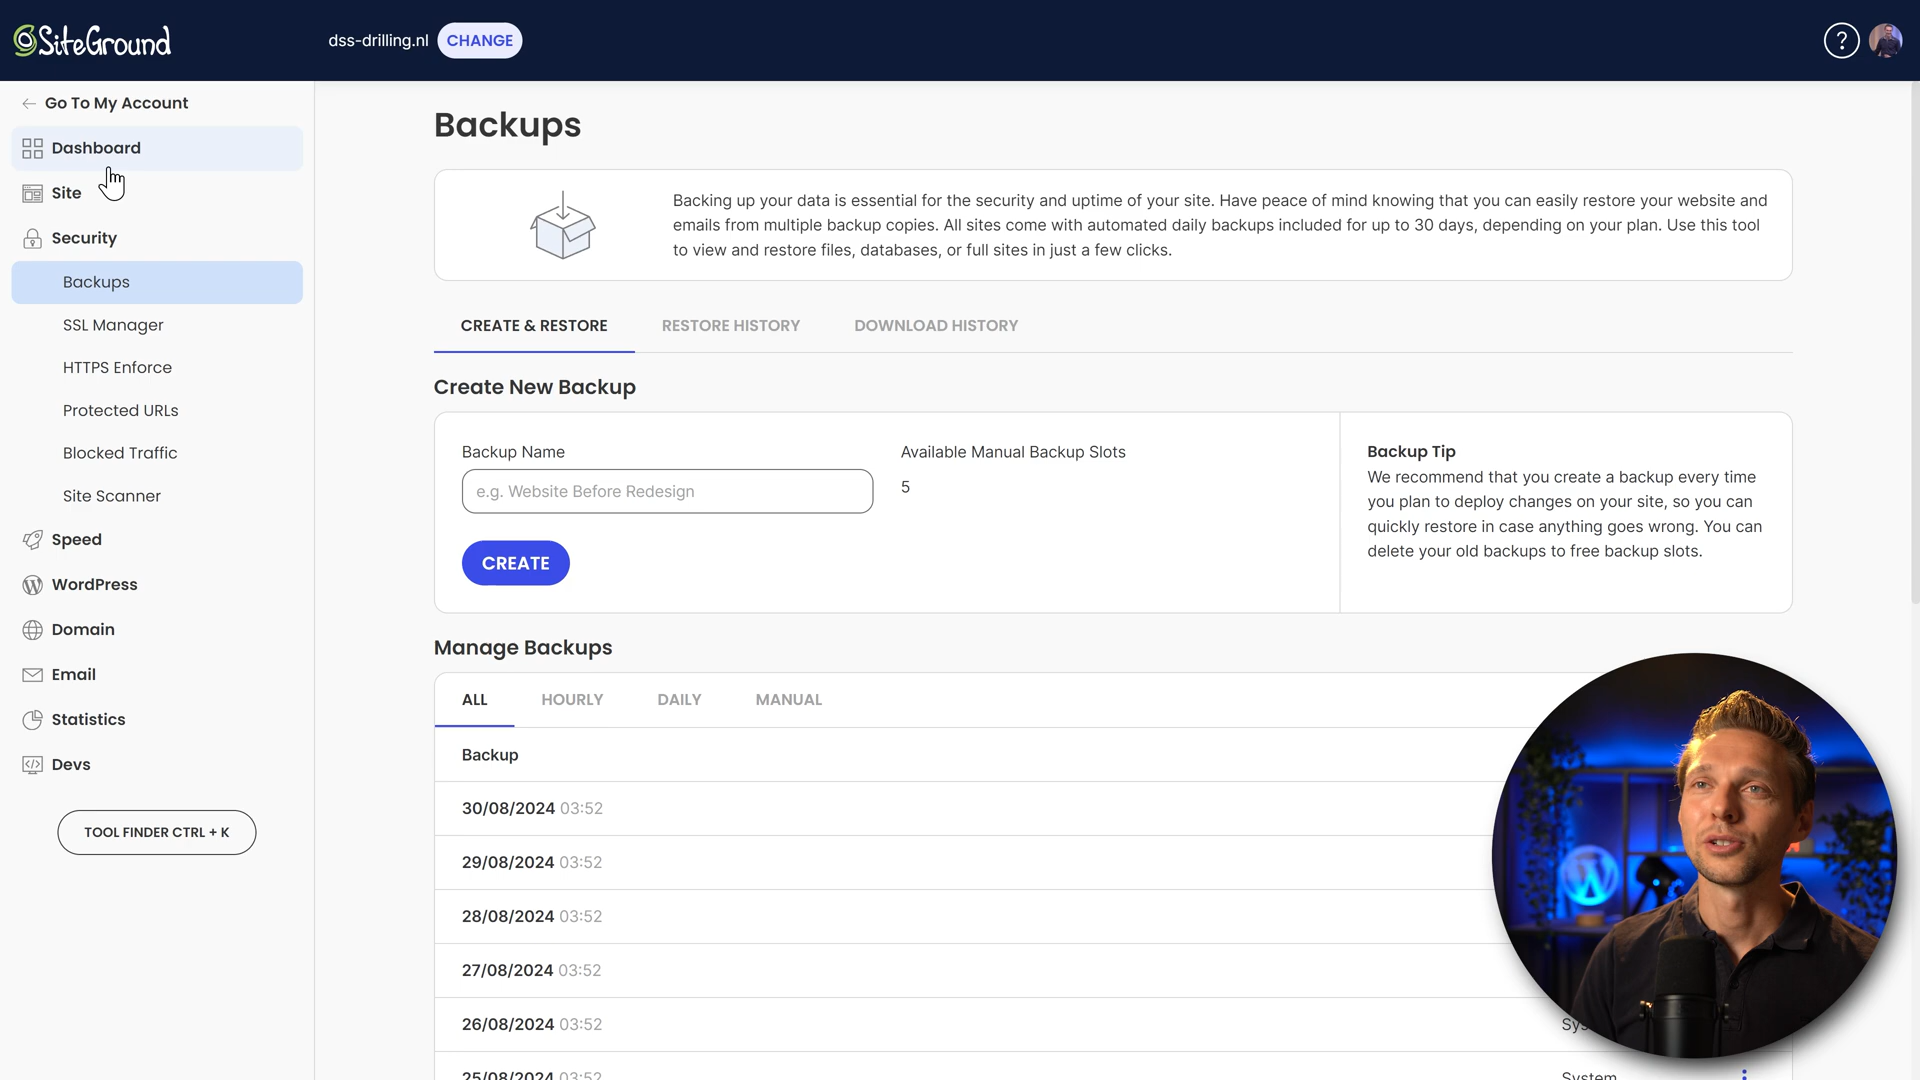 SiteGround
dss-drilling.nl
CHANGE
?
Go To My Account
Dashboard
Site
Security
Backups
SSL Manager
HTTPS Enforce
Protected URLs
Blocked Traffic
Site Scanner
Speed
WordPress
Domain
Email
Statistics
Devs
TOOL FINDER CTRL + K
Backups
Backing up your data is essential for the security and uptime of your site. Have peace of mind knowing that you can easily restore your website and
emails from multiple backup copies. All sites come with automated daily backups included for up to 30 days, depending on your plan. Use this tool
to view and restore files, databases, or full sites in just a few clicks.
CREATE & RESTORE
RESTORE HISTORY
DOWNLOAD HISTORY
Create New Backup
Backup Name
e.g. Website Before Redesign
CREATE
Available Manual Backup Slots
5
Backup Tip
We recommend that you create a backup every time
you plan to deploy changes on your site, so you can
quickly restore in case anything goes wrong. You can
delete your old backups to free backup slots.
Manage Backups
ALL
HOURLY
DAILY
MANUAL
Backup
30/08/2024 03:52
29/08/2024 03:52
28/08/2024 03:52
27/08/2024 03:52
26/08/2024 03:52
25/08/2024 03:52
System